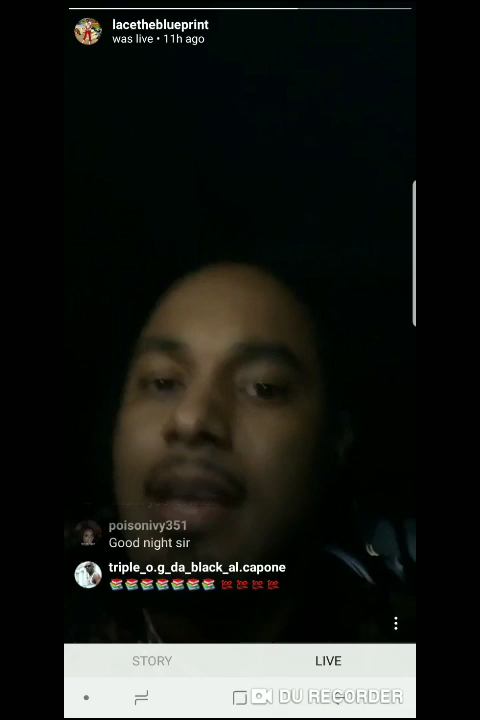 lacetheblueprint
was live • 11h ago
poisonivy351
Good night sir
triple_o.g_da_black_al.capone
📚📚📚📚📚📚📚💯💯💯💯
STORY
LIVE
DU RECORDER